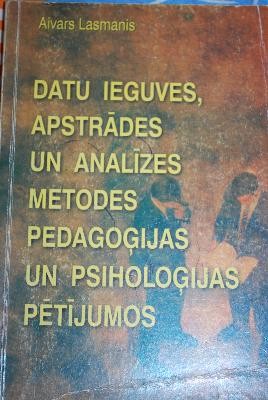 Aivars Lasmanis
DATU IEGUVES,
APSTRĀDES
UN ANALĪZES
METODES
PEDAGOĢIJAS
UN PSIHOLOĢIJAS
PĒTĪJUMOS